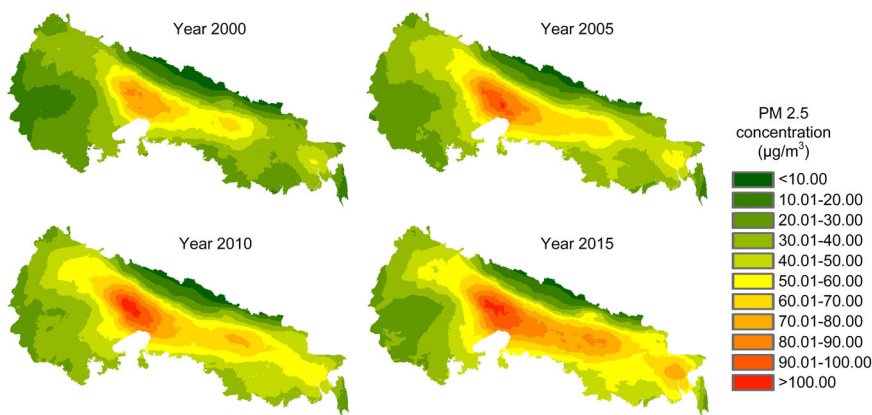 Year 2000
Year 2005
Year 2010
Year 2015
PM 2.5
concentration
(µg/m³)
<10.00
10.01-20.00
20.01-30.00
30.01-40.00
40.01-50.00
50.01-60.00
60.01-70.00
70.01-80.00
80.01-90.00
90.01-100.00
>100.00